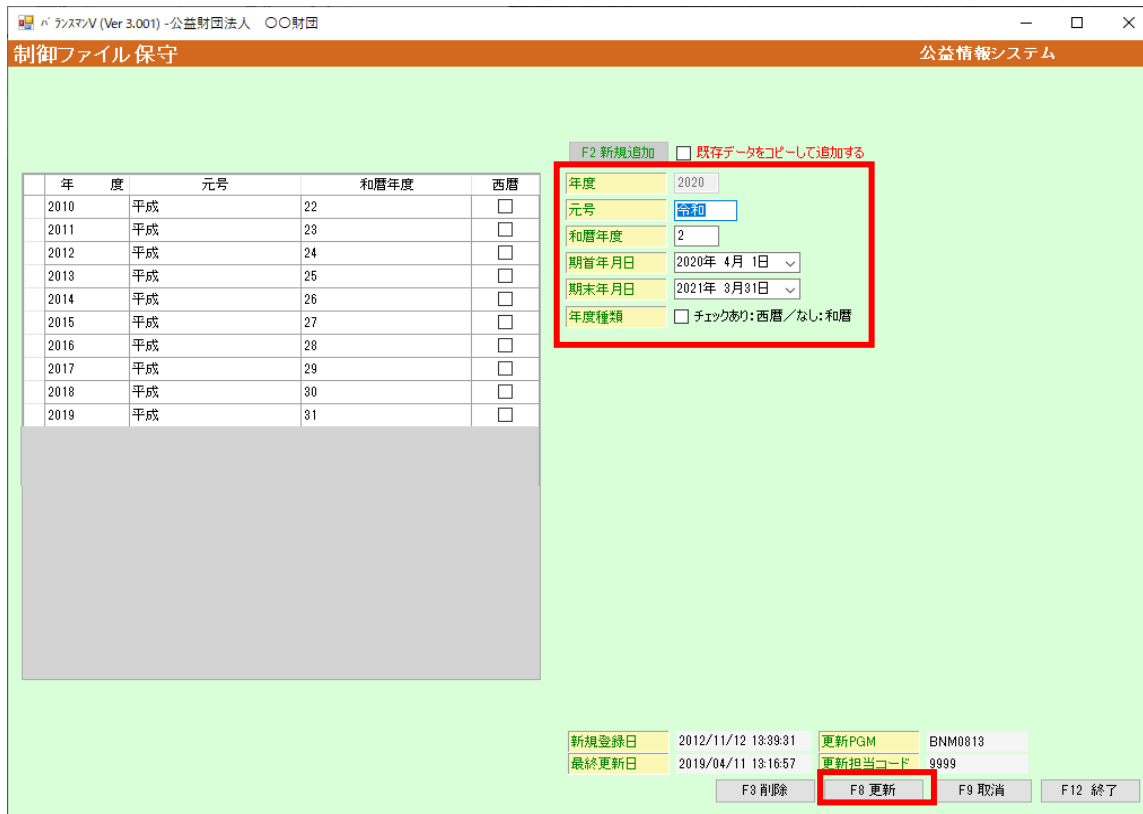 ﾊﾞﾗﾝｽﾏﾝV (Ver 3.001) -公益財団法人　〇〇財団
制御ファイル保守
公益情報システム
F2 新規追加
既存データをコピーして追加する
年　　度 元号 和暦年度 西暦
2010 平成 22
2011 平成 23
2012 平成 24
2013 平成 25
2014 平成 26
2015 平成 27
2016 平成 28
2017 平成 29
2018 平成 30
2019 平成 31
年度 2020
元号 令和
和暦年度 2
期首年月日 2020年 4月 1日
期末年月日 2021年 3月31日
年度種類 チェックあり:西暦／なし:和暦
新規登録日 2012/11/12 13:39:31 更新PGM BNM0813
最終更新日 2019/04/11 13:16:57 更新担当コード 9999
F3 削除 F8 更新 F9 取消 F12 終了